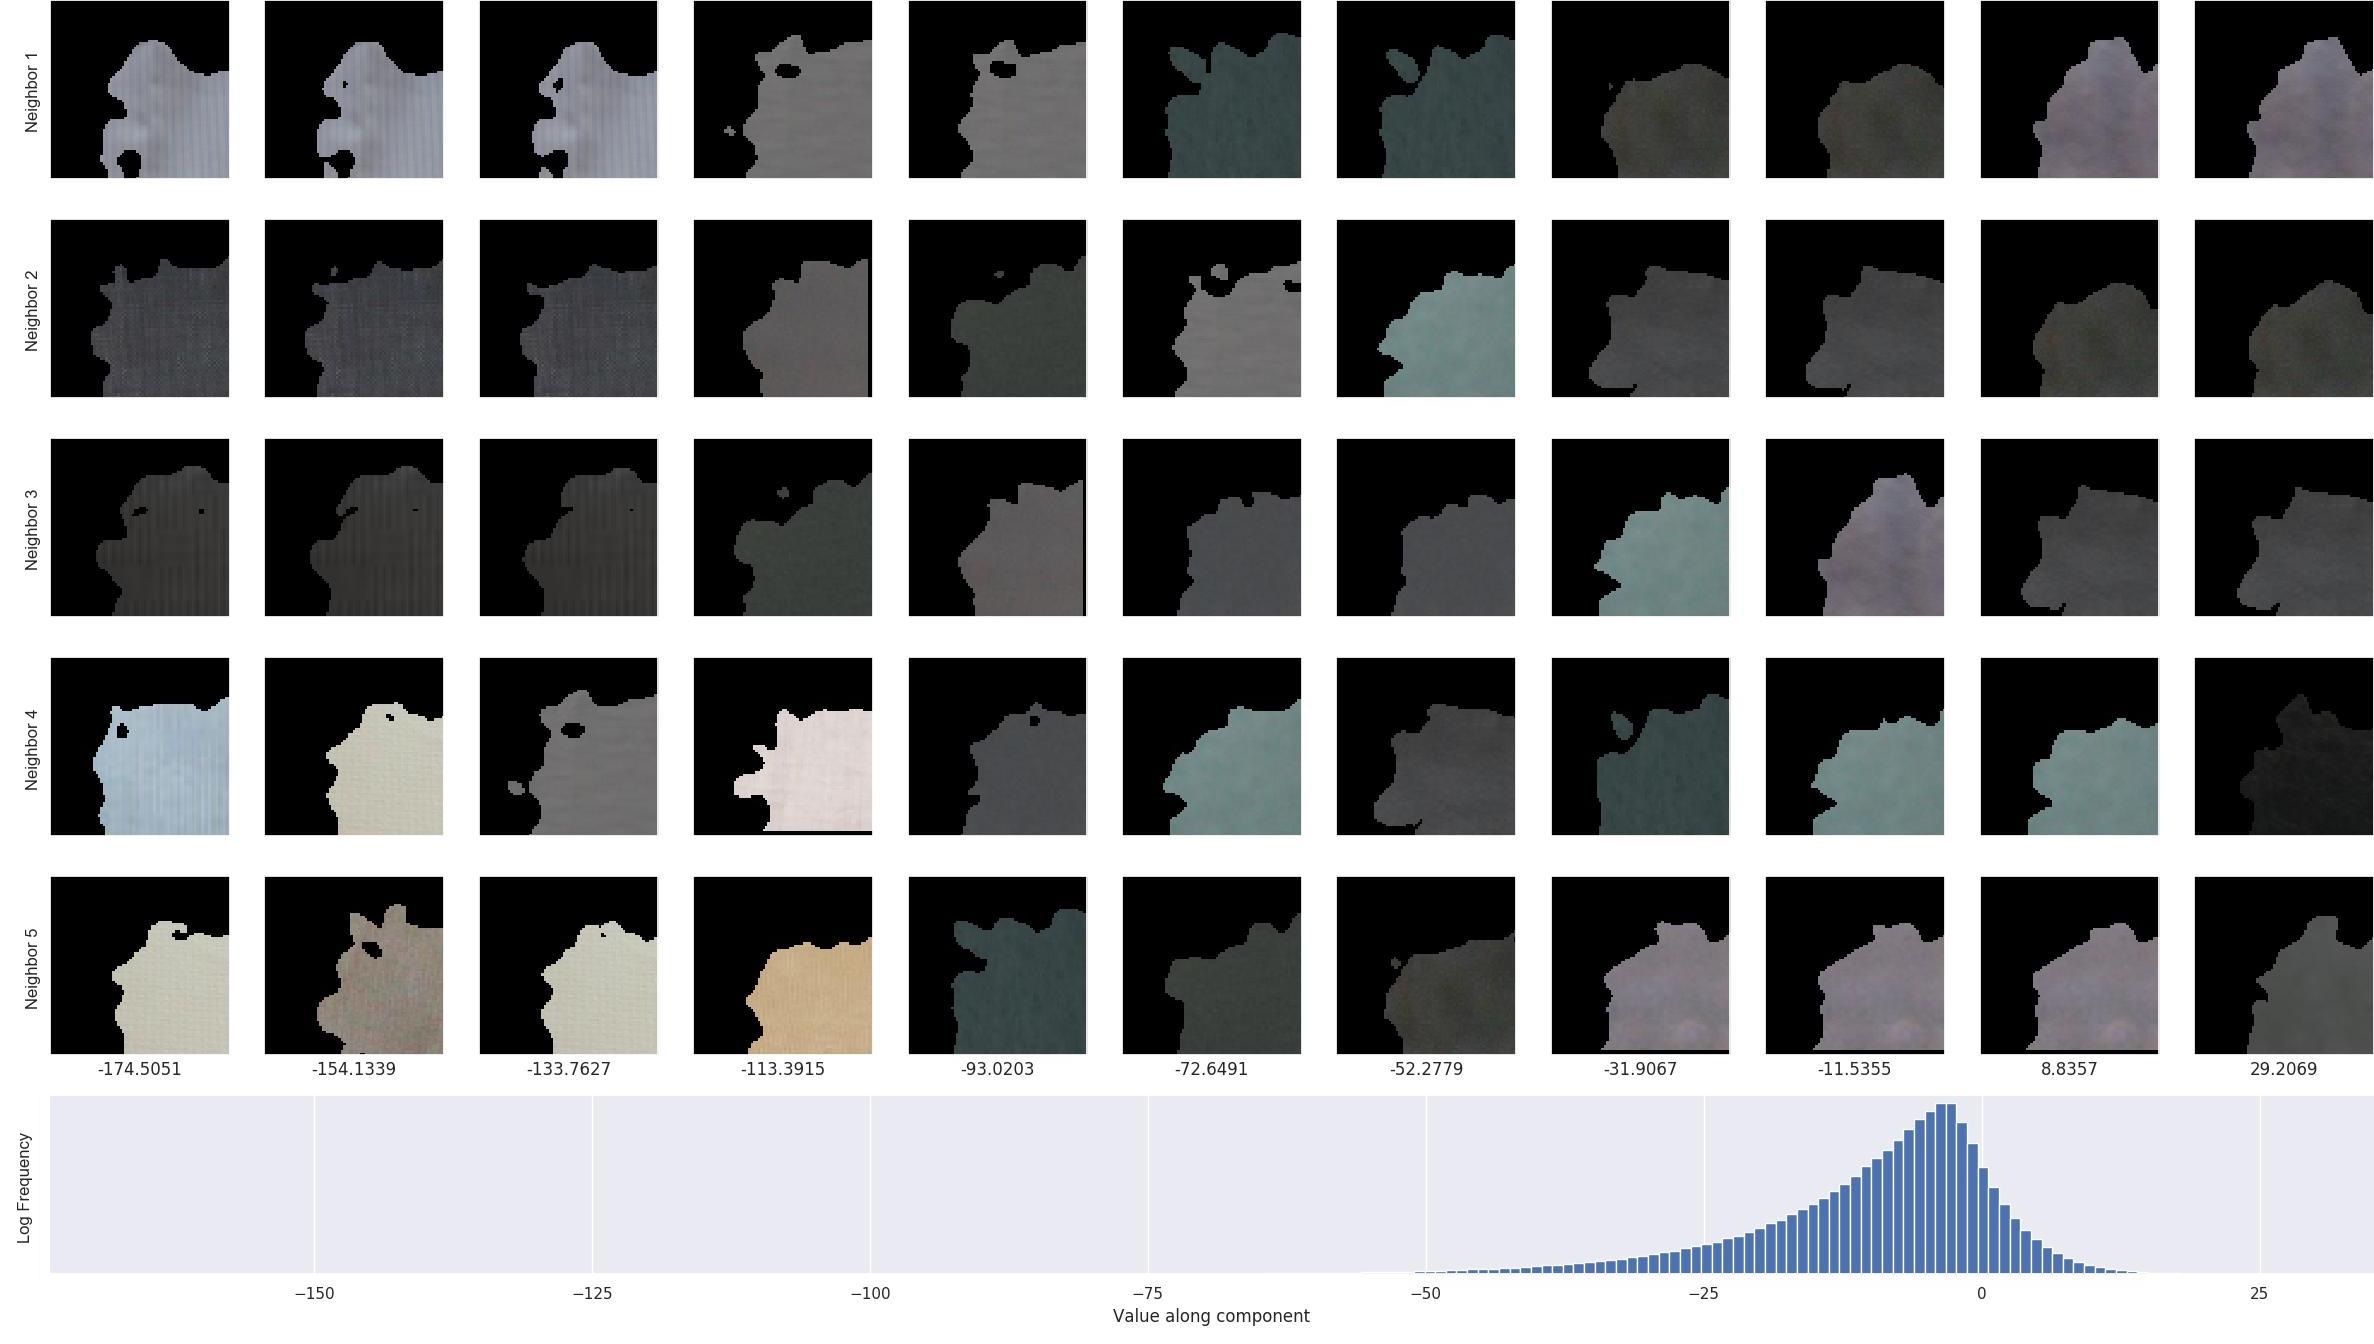 Neighbor 1
Neighbor 2
Neighbor 3
Neighbor 4
Neighbor 5
-174.5051 -154.1339 -133.7627 -113.3915 -93.0203 -72.6491 -52.2779 -31.9067 -11.5355 8.8357 29.2069
Log Frequency
−150 −125 −100 −75 −50 −25 0 25
Value along component